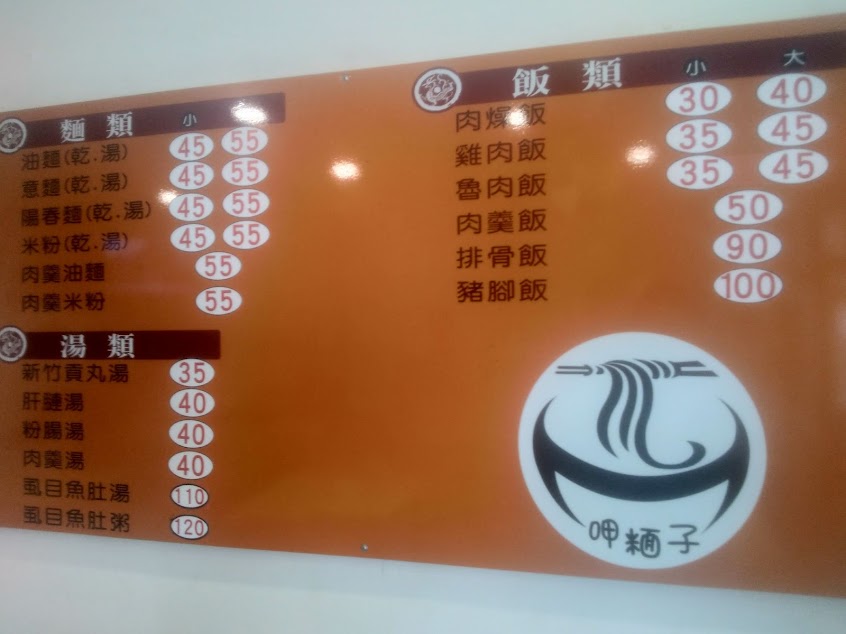 麵類 小
油麵(乾.湯) 45 55
意麵(乾.湯) 45 55
陽春麵(乾.湯) 45 55
米粉(乾.湯) 45 55
肉羹油麵 55
肉羹米粉 55
湯類
新竹貢丸湯 35
肝膁湯 40
粉腸湯 40
肉羹湯 40
虱目魚肚湯 110
虱目魚肚粥 120
飯類 小 大
肉燥飯 30 40
雞肉飯 35 45
魯肉飯 35 45
肉羹飯 50
排骨飯 90
豬腳飯 100
呷麵子